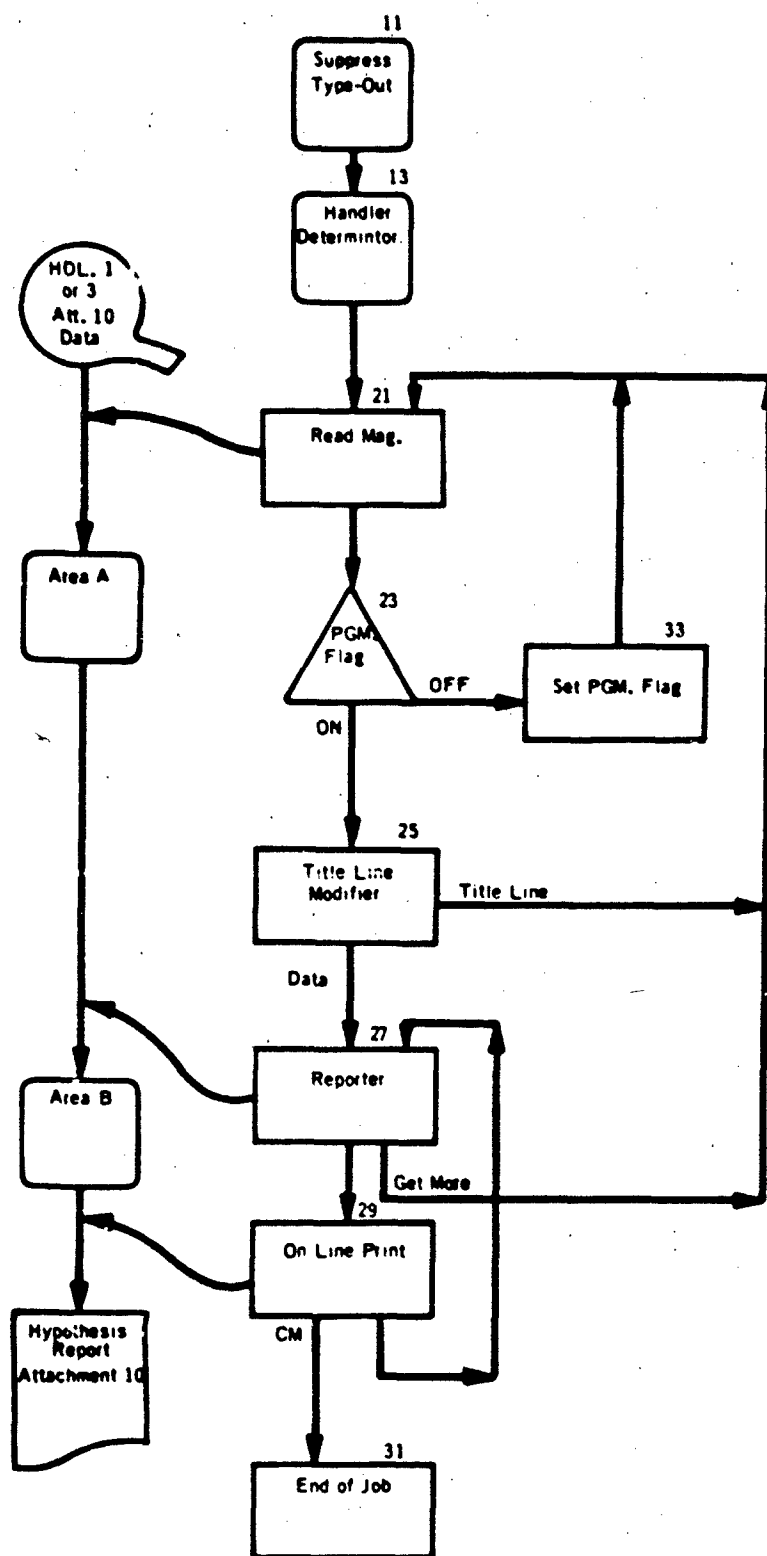 11
Suppress
Type-Out
13
Handler
Determintor.
HDL. 1
or 3
Att. 10
Data
21
Read Mag.
Area A
23
PGM.
Flag
OFF
ON
33
Set PGM. Flag
25
Title Line
Modifier
Title Line
Data
27
Reporter
Area B
Get More
29
On Line Print
CM
Hypothesis
Report
Attachment 10
31
End of Job